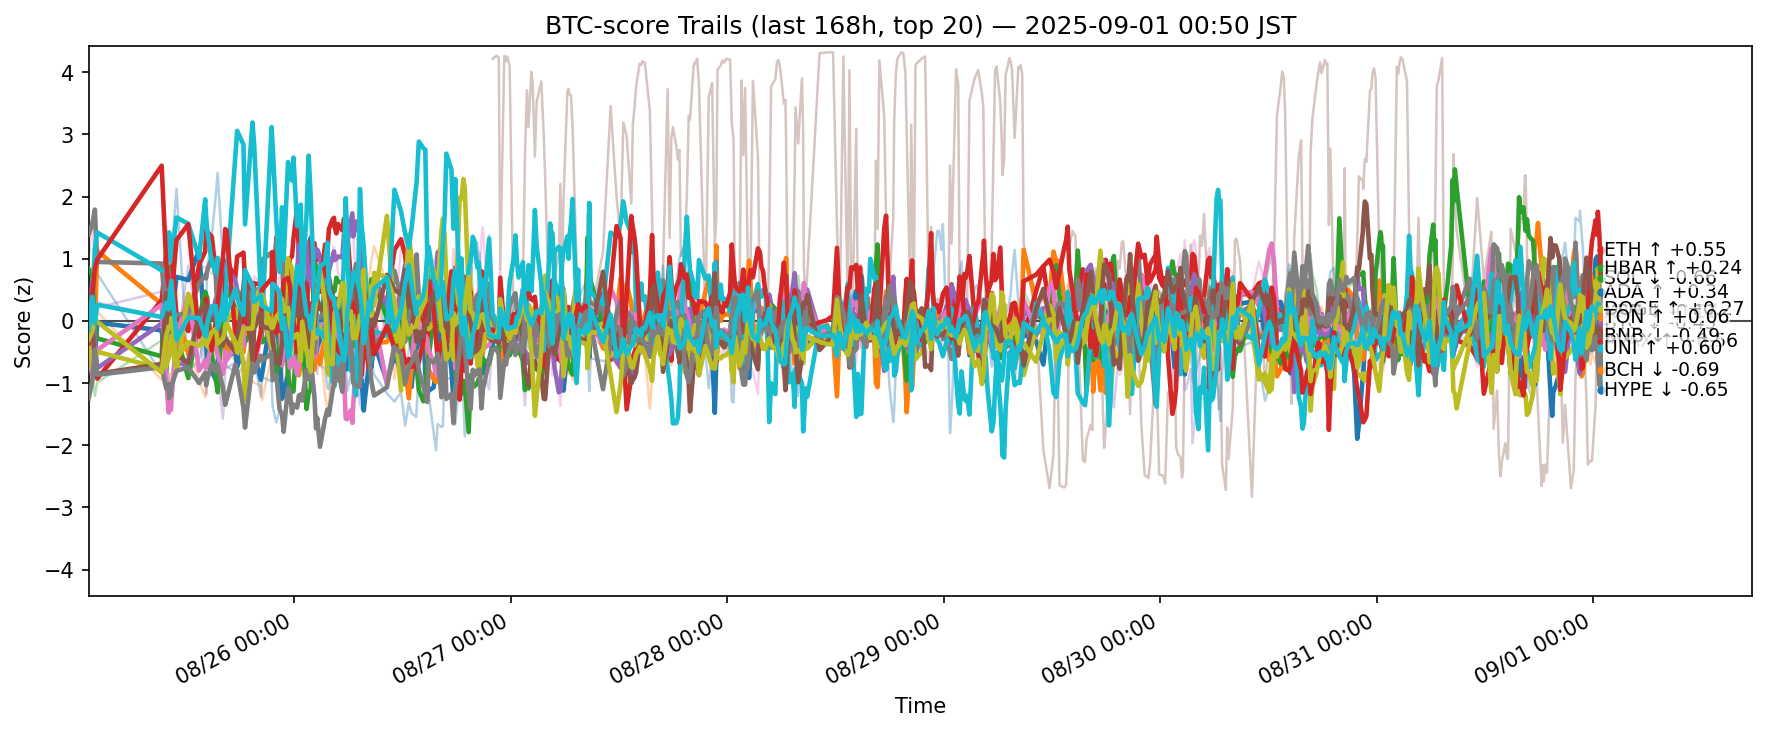 BTC-score Trails (last 168h, top 20) — 2025-09-01 00:50 JST
Score (z)
4
3
2
1
0
−1
−2
−3
−4
ETH ↑ +0.55
HBAR ↑ +0.24
ADA ↑ +0.34
TON ↑ +0.06
BNB
UNI ↑ +0.60
BCH ↓ -0.69
HYPE ↓ -0.65
08/26 00:00
08/27 00:00
08/28 00:00
08/29 00:00
08/30 00:00
08/31 00:00
09/01 00:00
Time